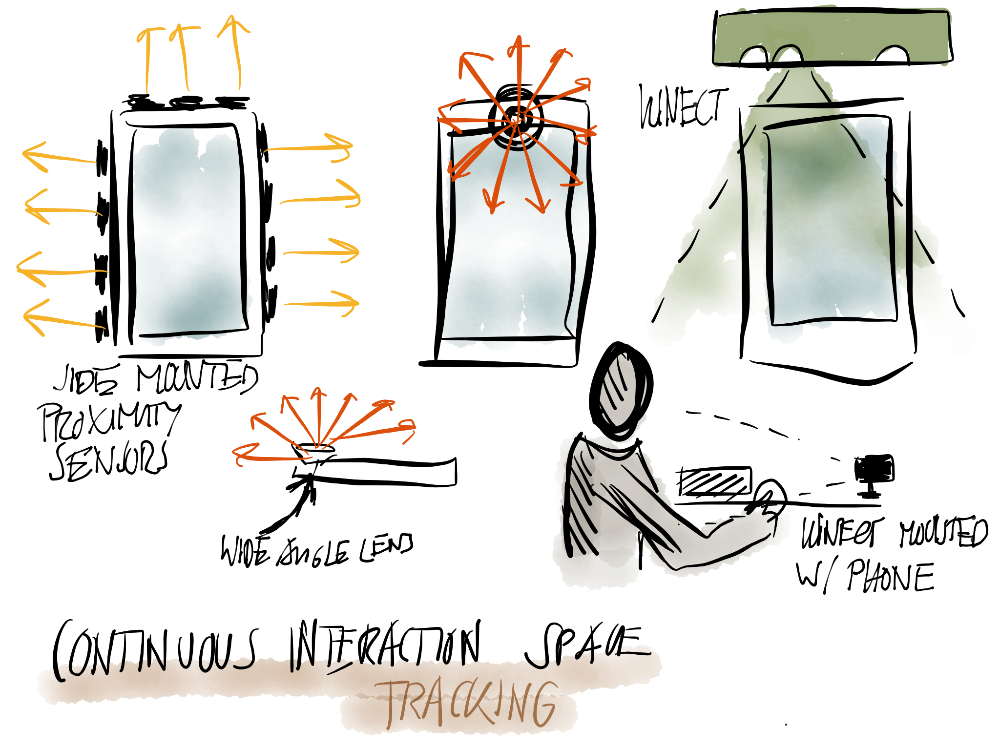 KINECT
SIDE MOUNTED
PROXIMITY
SENSORS
WIDE ANGLE LENS
KINECT MOUNTED
W/ PHONE
CONTINUOUS INTERACTION SPACE
TRACKING